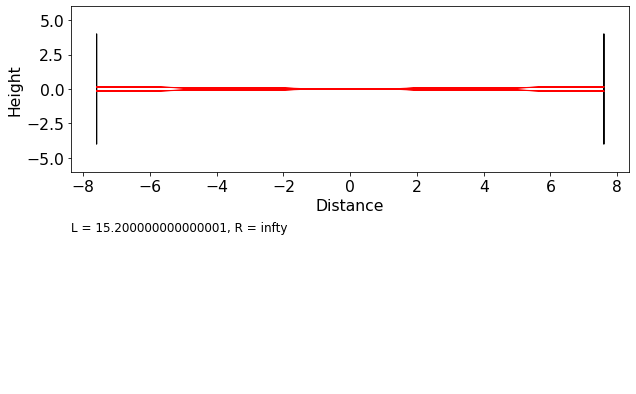 5.0
2.5
0.0
−2.5
−5.0
Height
−8 −6 −4 −2 0 2 4 6 8
Distance
L = 15.200000000000001, R = infty